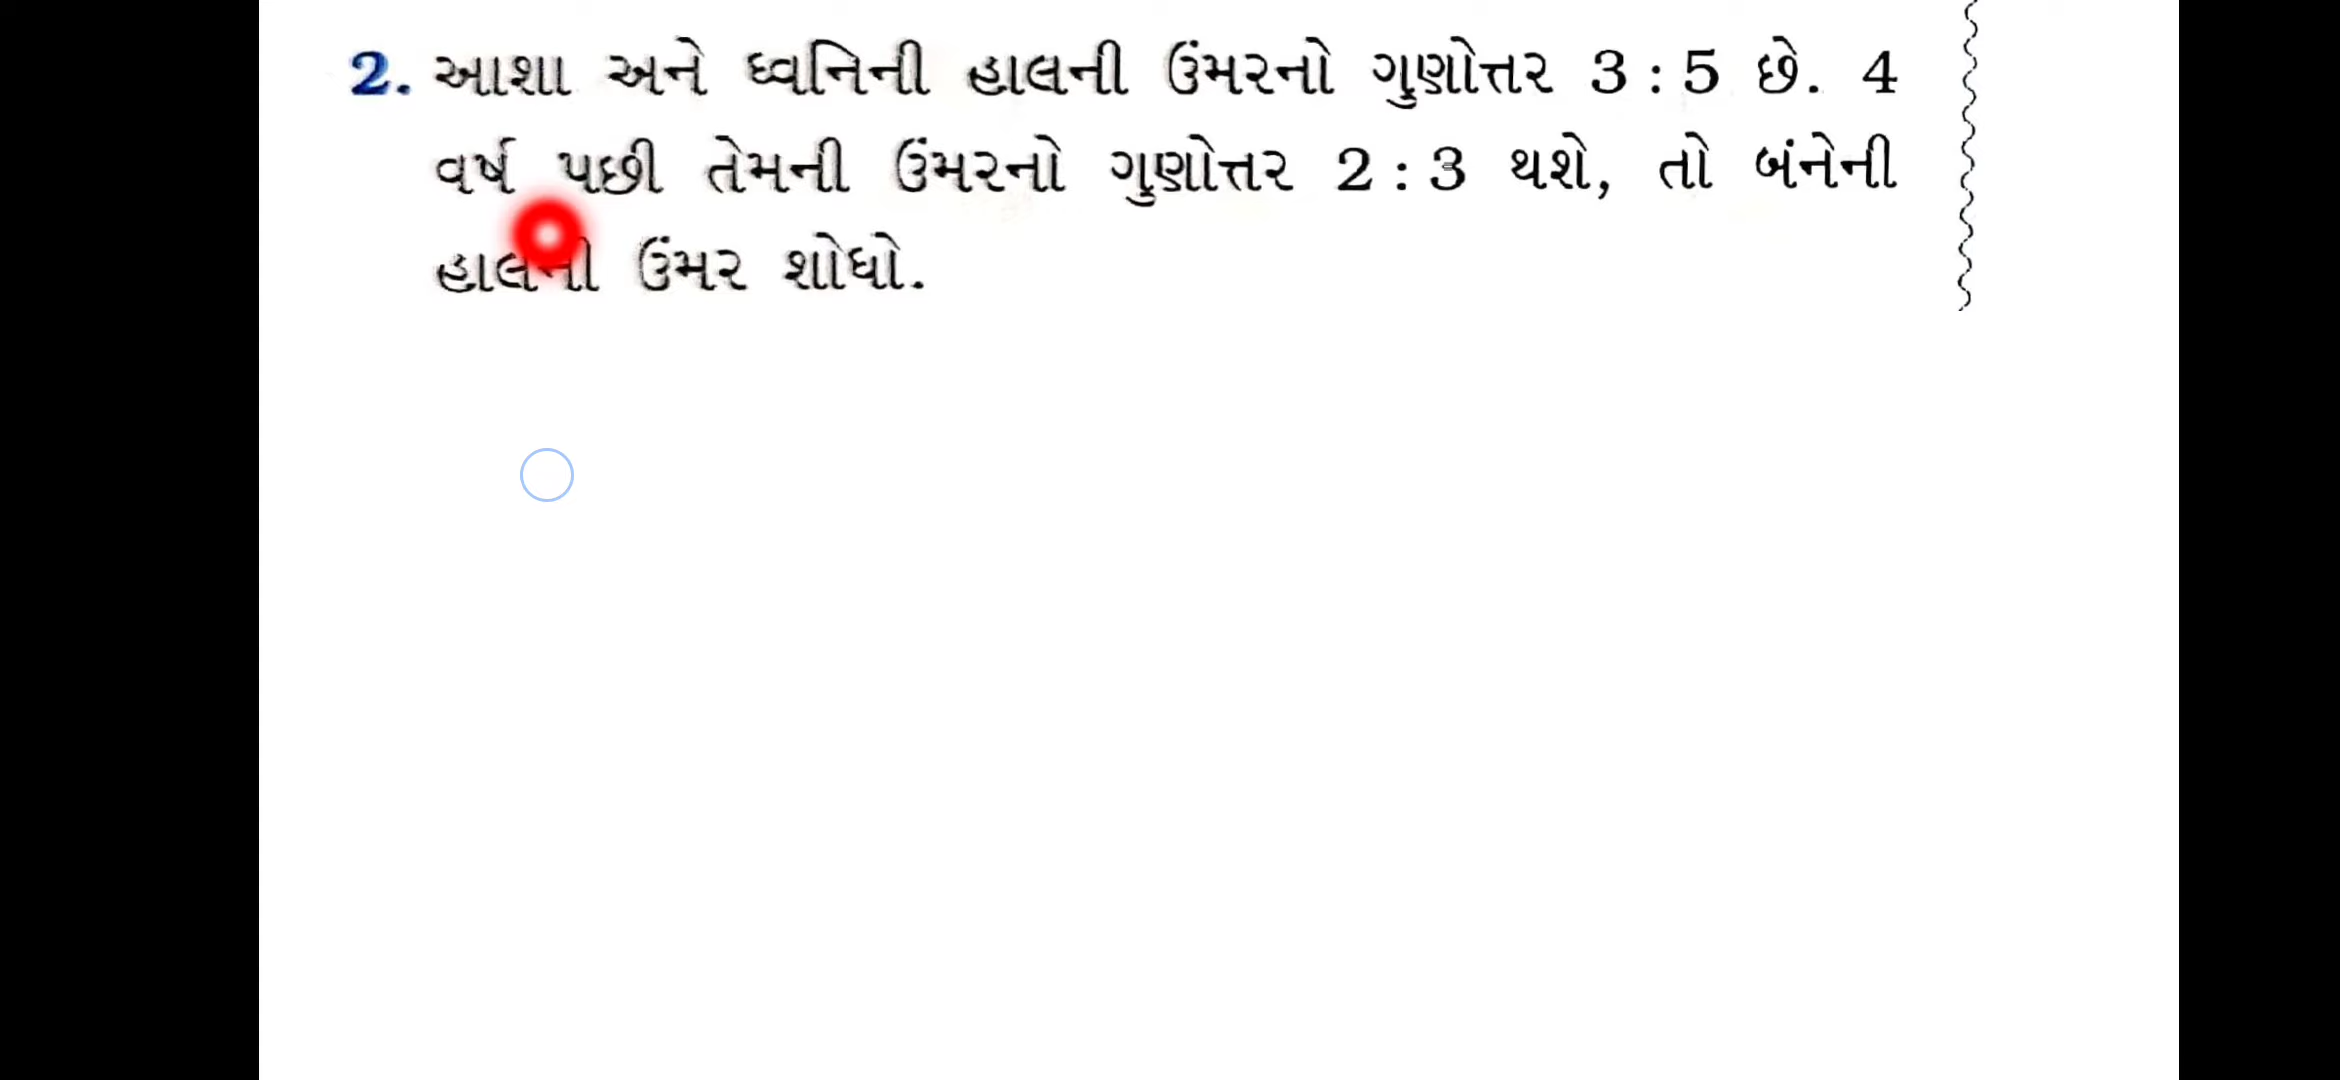 2. આશા અને ધ્વનિની હાલની ઉંમરનો ગુણોત્તર 3 : 5 છે. 4
વર્ષ પછી તેમની ઉંમરનો ગુણોત્તર 2 : 3 થશે, તો બંનેની
હાલની ઉંમર શોધો.